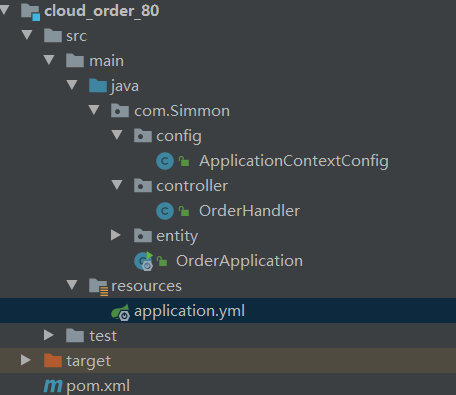 cloud_order_80
src
main
java
com.Simmon
config
ApplicationContextConfig
controller
OrderHandler
entity
OrderApplication
resources
application.yml
test
target
pom.xml